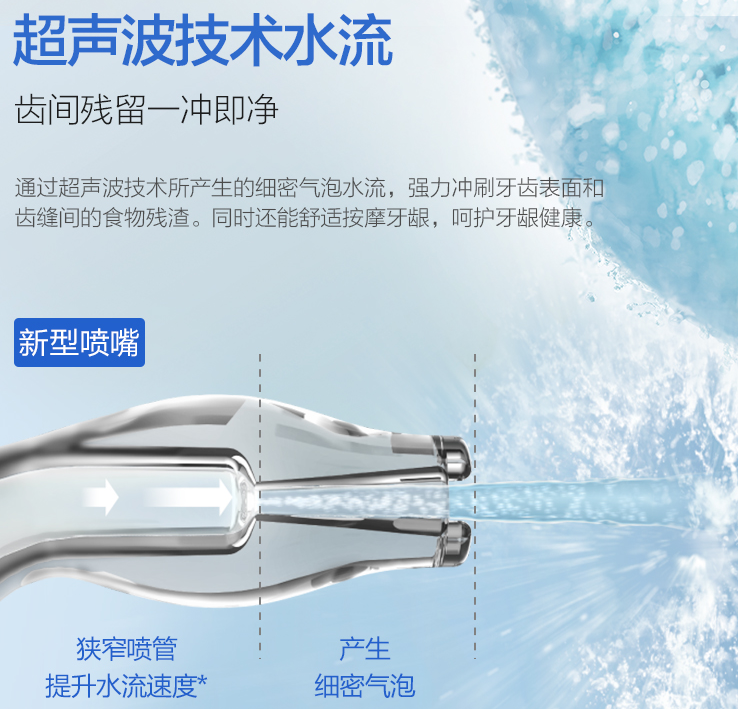 超声波技术水流
齿间残留一冲即净
通过超声波技术所产生的细密气泡水流，强力冲刷牙齿表面和
齿缝间的食物残渣。同时还能舒适按摩牙龈，呵护牙龈健康。
新型喷嘴
狭窄喷管
提升水流速度*
产生
细密气泡